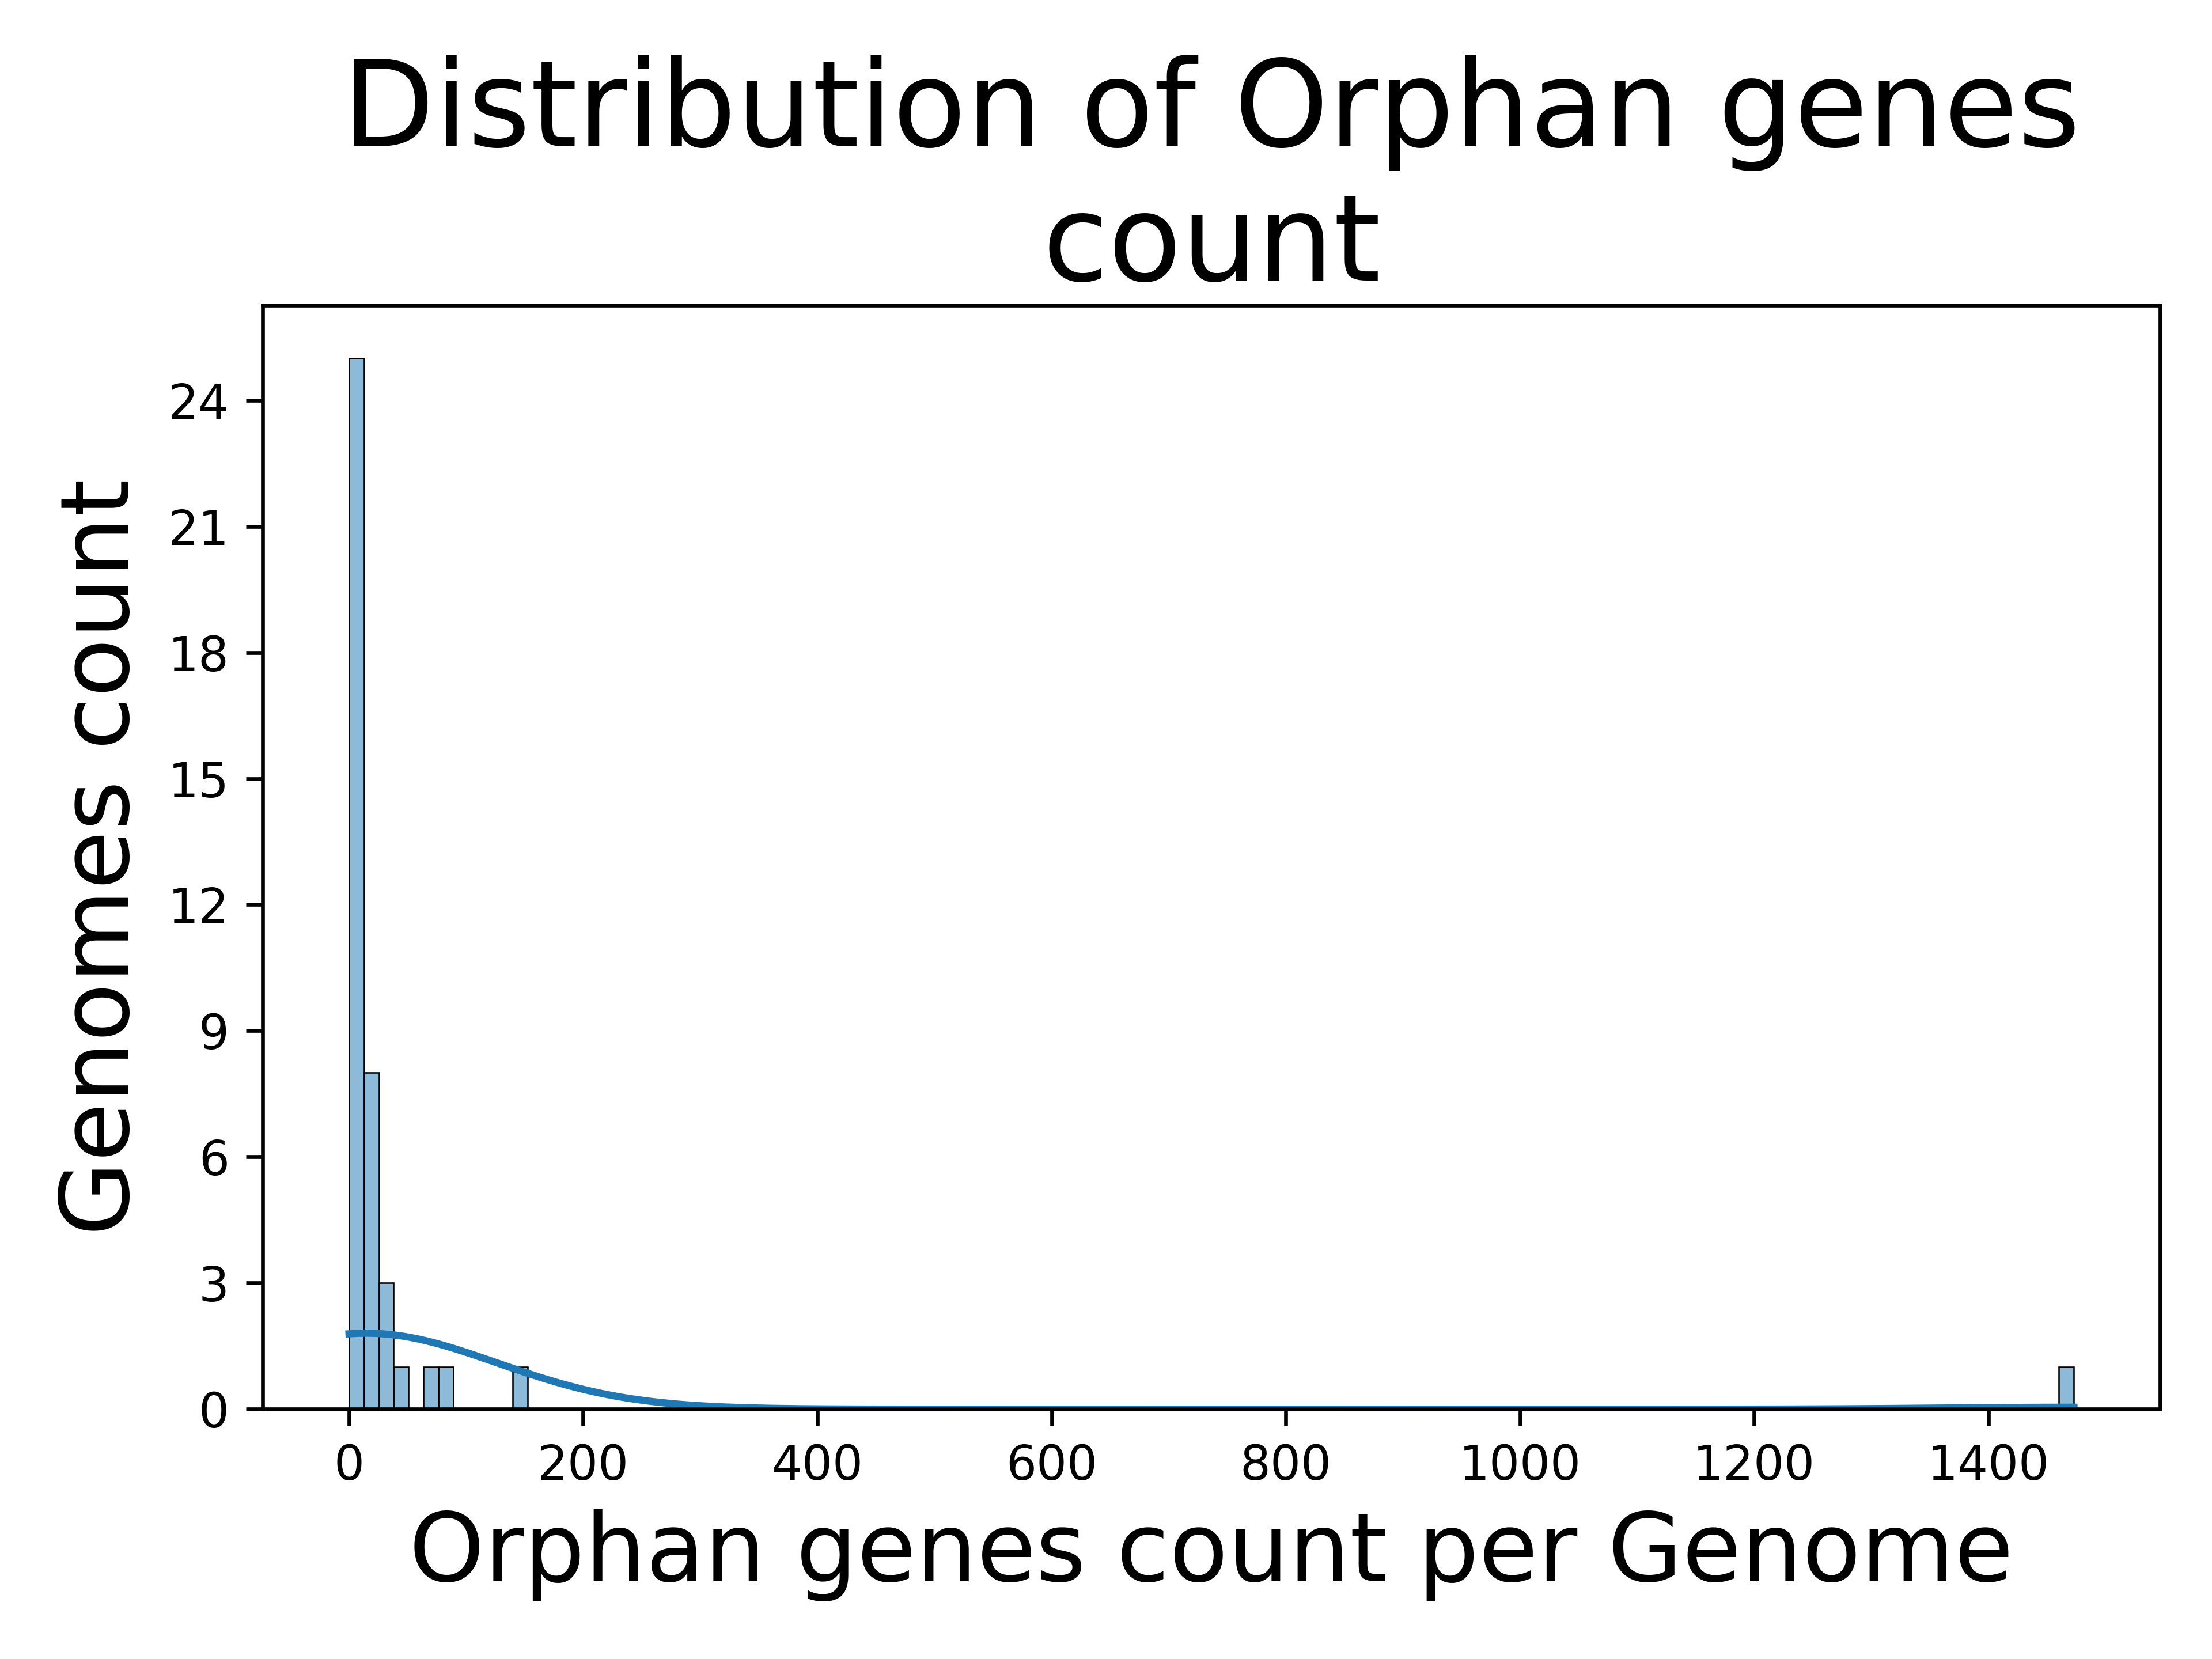 Distribution of Orphan genes
count
Genomes count
24
21
18
15
12
9
6
3
0
0 200 400 600 800 1000 1200 1400
Orphan genes count per Genome